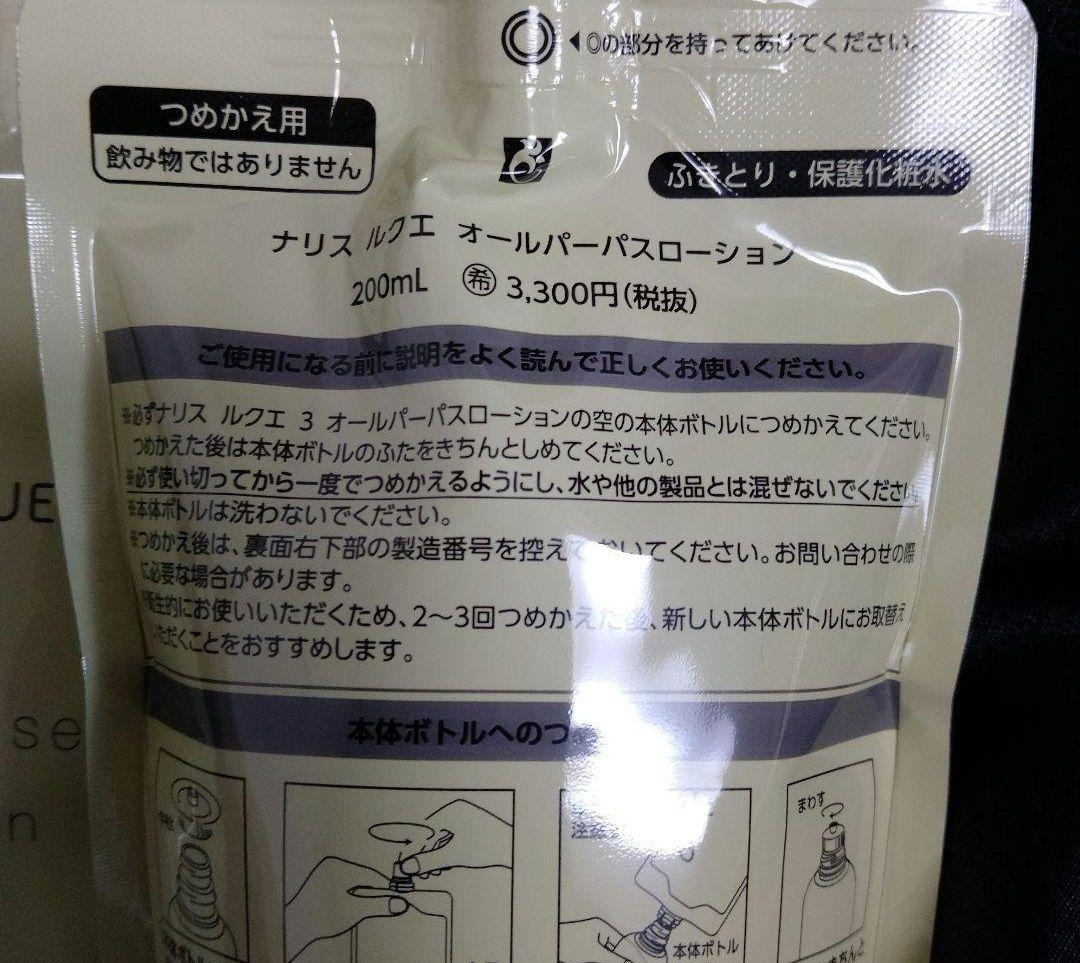 ◎ ◀◎の部分を持ってあけてください。
つめかえ用
飲み物ではありません
ふきとり・保護化粧水
ナリス ルクエ オールパーパスローション
200mL ㊝ 3,300円(税抜)
ご使用になる前に説明をよく読んで正しくお使いください。
※必ずナリス ルクエ 3 オールパーパスローションの空の本体ボトルにつめかえてください。
つめかえた後は本体ボトルのふたをきちんとしめてください。
※必ず使い切ってから一度でつめかえるようにし、水や他の製品とは混ぜないでください。
※本体ボトルは洗わないでください。
※つめかえ後は、裏面右下部の製造番号を控えておいてください。お問い合わせの際
に必要な場合があります。
※衛生的にお使いいただくため、2〜3回つめかえた後、新しい本体ボトルにお取替え
いただくことをおすすめします。
本体ボトルへのつ
UE
se
n
まわす
本体ボトル
本体ボトル
きちんと